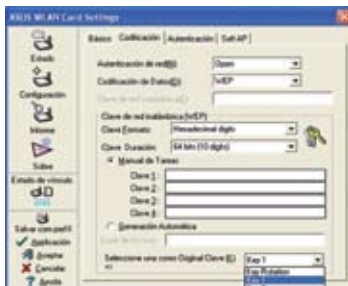 ASUS WLAN Card Settings
Básico Codificación Autenticación Soft AP
Estado
Configuración
Informe
Sobre
Estado de vínculo
Salvar com perfil
Applicación
Acepta
Cancelar
Ayuda
Autenticación de red(N): Open
Codificación de Datos(D): WEP
Clave de red inalámbrica (WEP)
Clave Formato: Hexadecimal digits
Clave Duración: 64 bits (10 digits)
Manual de Tareas
Clave 1:
Clave 2:
Clave 3:
Clave 4:
Generación Automática
Seleccione una como Original Clave (K) Key 1
=>
Key Rotation
Key 1